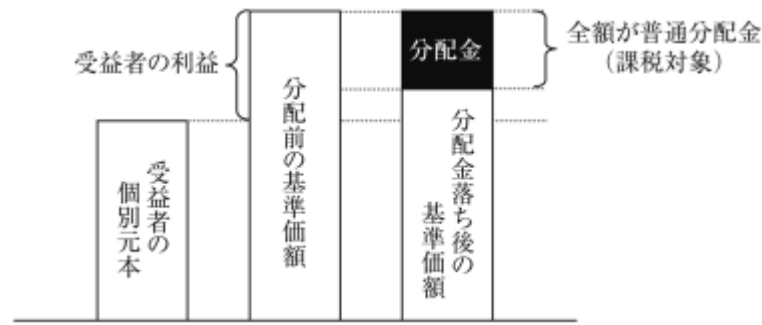 受益者の利益
分配金
全額が普通分配金
(課税対象)
受益者の
個別元本
分配前の基準価額
分配金落ち後の
基準価額